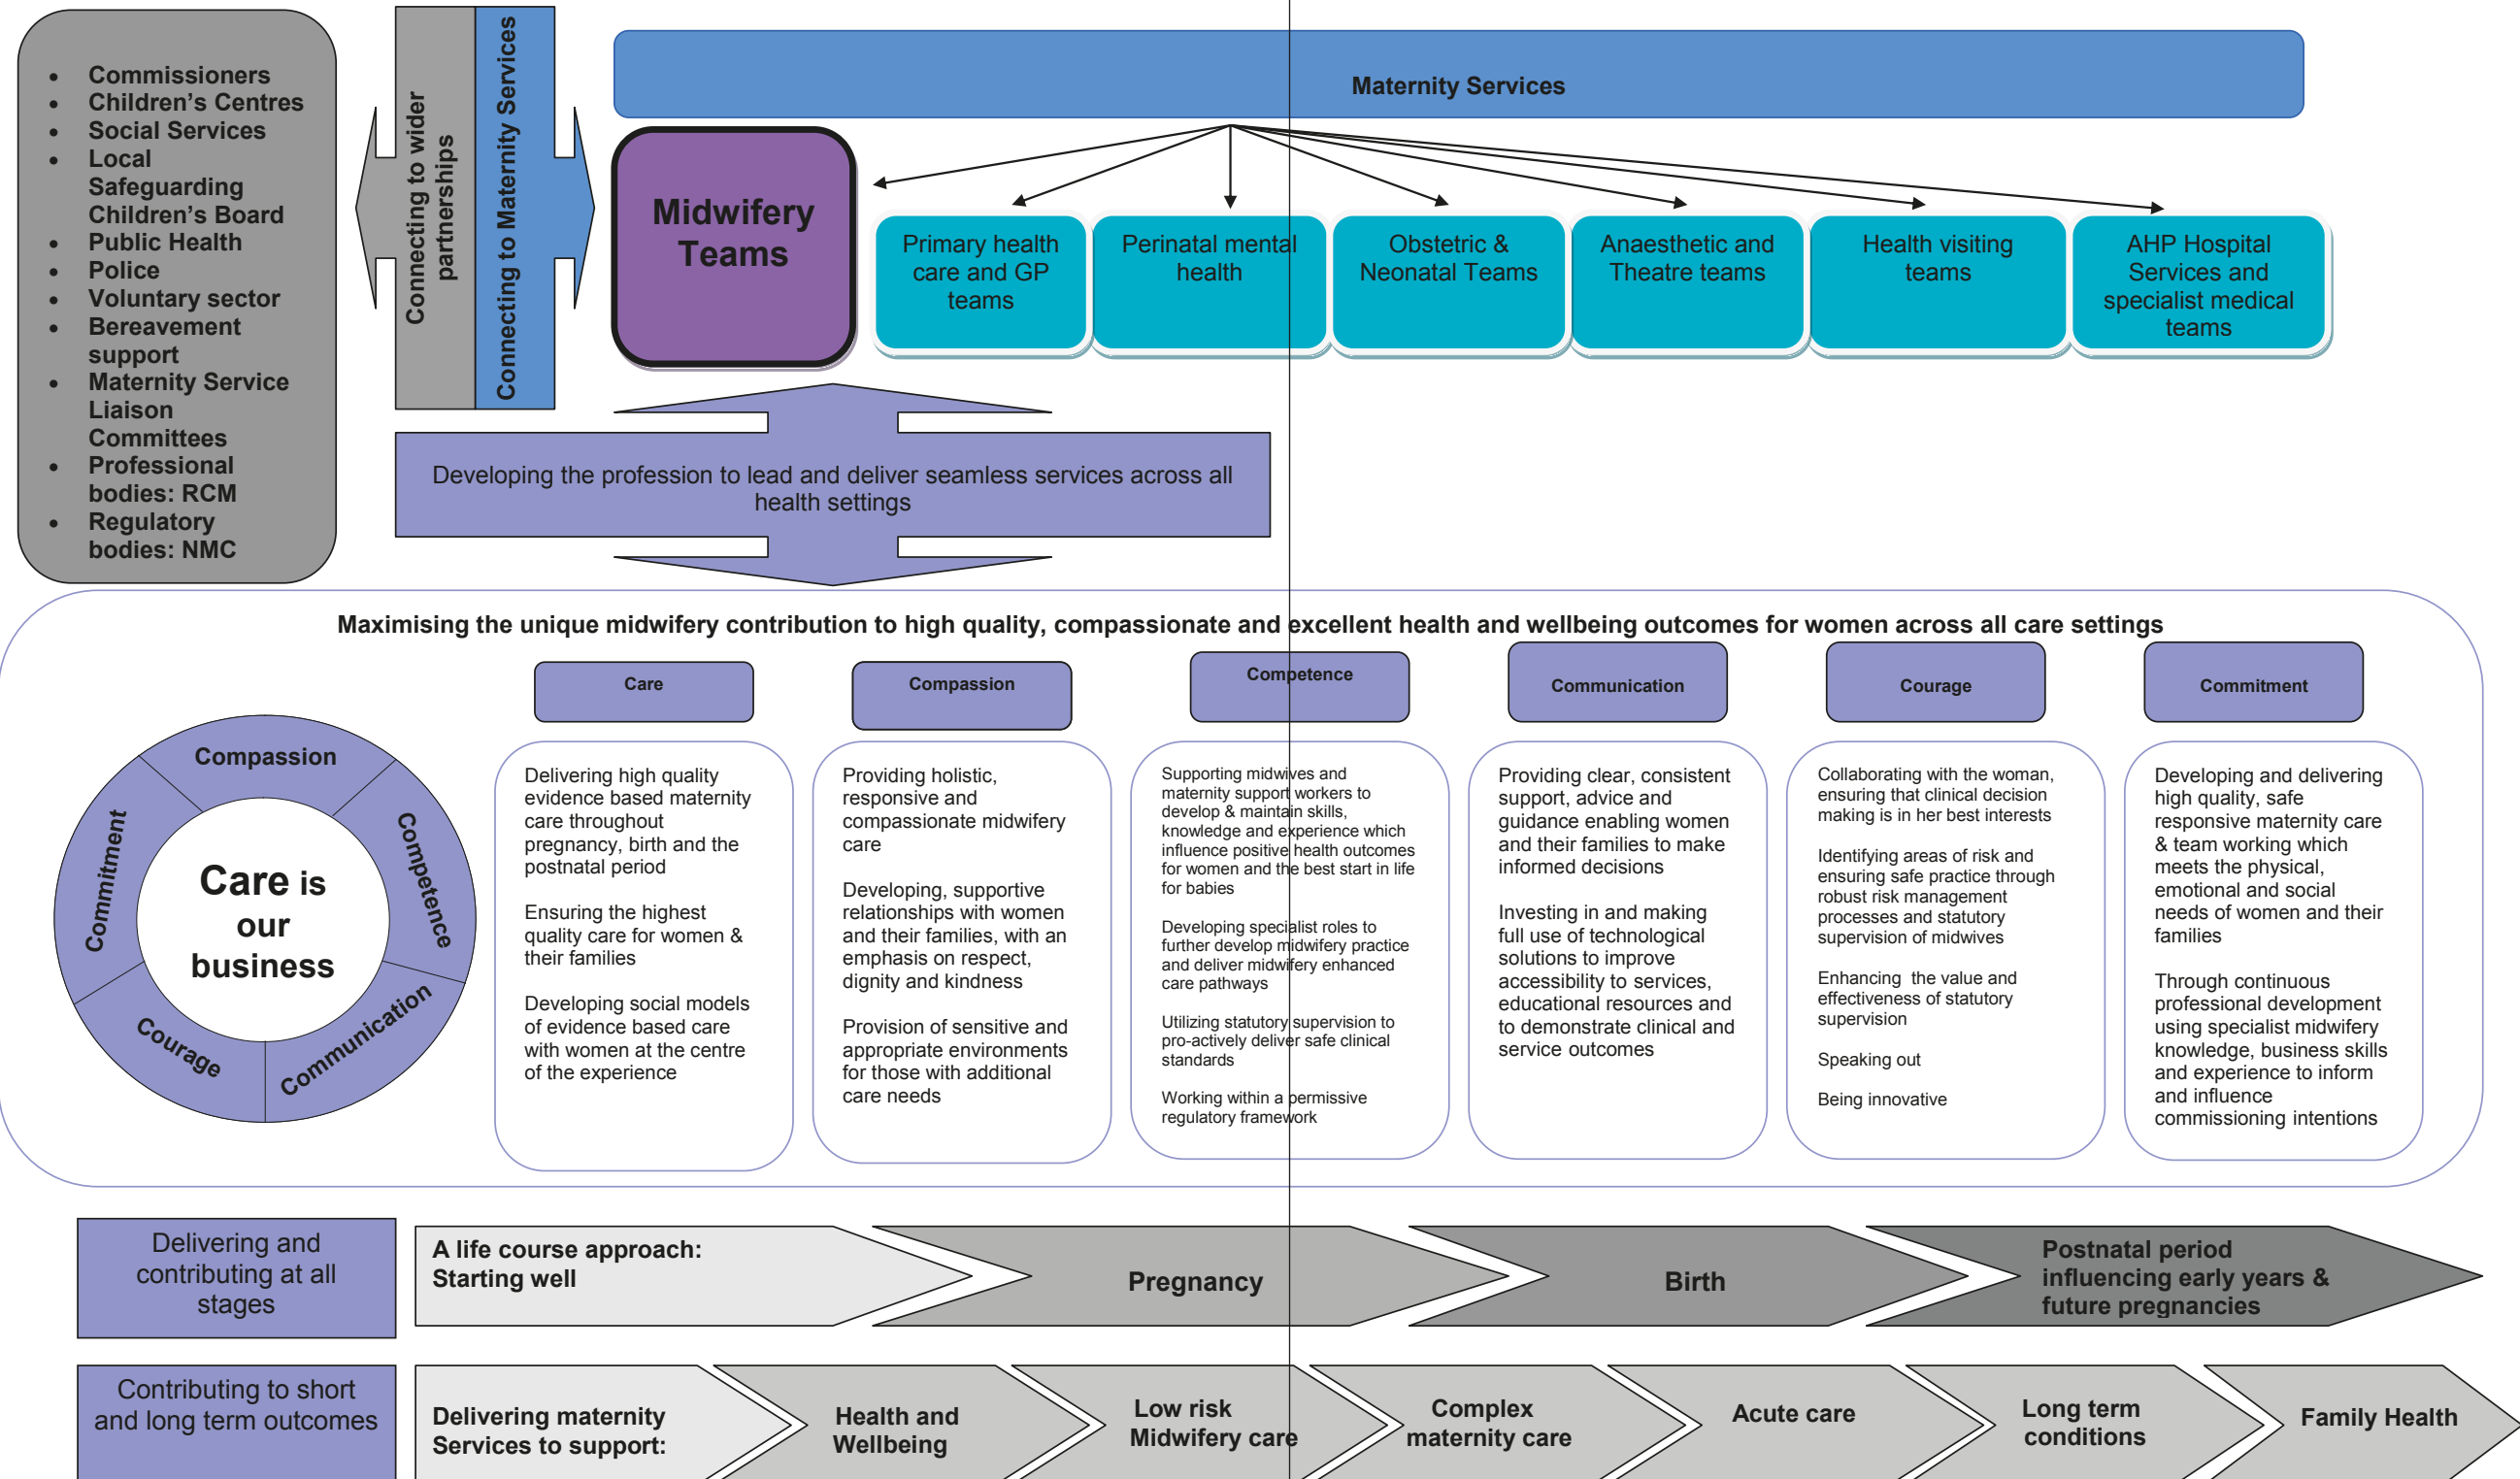 Commissioners
Children's Centres
Social Services
Local
Safeguarding
Children's Board
Public Health
Police
Voluntary sector
Bereavement
support
Maternity Service
Liaison
Committees
Professional
bodies: RCM
Regulatory
bodies: NMC
Connecting to wider
partnerships
Connecting to Maternity Services
Maternity Services
Midwifery
Teams
Primary health
care and GP
teams
Perinatal mental
health
Obstetric &
Neonatal Teams
Anaesthetic and
Theatre teams
Health visiting
teams
AHP Hospital
Services and
specialist medical
teams
Developing the profession to lead and deliver seamless services across all
health settings
Maximising the unique midwifery contribution to high quality, compassionate and excellent health and wellbeing outcomes for women across all care settings
Compassion
Competence
Communication
Courage
Commitment
Care is
our
business
Care
Delivering high quality
evidence based maternity
care throughout
pregnancy, birth and the
postnatal period
Ensuring the highest
quality care for women &
their families
Developing social models
of evidence based care
with women at the centre
of the experience
Compassion
Providing holistic,
responsive and
compassionate midwifery
care
Developing, supportive
relationships with women
and their families, with an
emphasis on respect,
dignity and kindness
Provision of sensitive and
appropriate environments
for those with additional
care needs
Competence
Supporting midwives and
maternity support workers to
develop & maintain skills,
knowledge and experience which
influence positive health outcomes
for women and the best start in life
for babies
Developing specialist roles to
further develop midwifery practice
and deliver midwifery enhanced
care pathways
Utilizing statutory supervision to
pro-actively deliver safe clinical
standards
Working within a permissive
regulatory framework
Communication
Providing clear, consistent
support, advice and
guidance enabling women
and their families to make
informed decisions
Investing in and making
full use of technological
solutions to improve
accessibility to services,
educational resources and
to demonstrate clinical and
service outcomes
Courage
Collaborating with the woman,
ensuring that clinical decision
making is in her best interests
Identifying areas of risk and
ensuring safe practice through
robust risk management
processes and statutory
supervision of midwives
Enhancing the value and
effectiveness of statutory
supervision
Speaking out
Being innovative
Commitment
Developing and delivering
high quality, safe
responsive maternity care
& team working which
meets the physical,
emotional and social
needs of women and their
families
Through continuous
professional development
using specialist midwifery
knowledge, business skills
and experience to inform
and influence
commissioning intentions
Delivering and
contributing at all
stages
A life course approach:
Starting well
Pregnancy
Birth
Postnatal period
influencing early years &
future pregnancies
Contributing to short
and long term outcomes
Delivering maternity
Services to support:
Health and
Wellbeing
Low risk
Midwifery care
Complex
maternity care
Acute care
Long term
conditions
Family Health